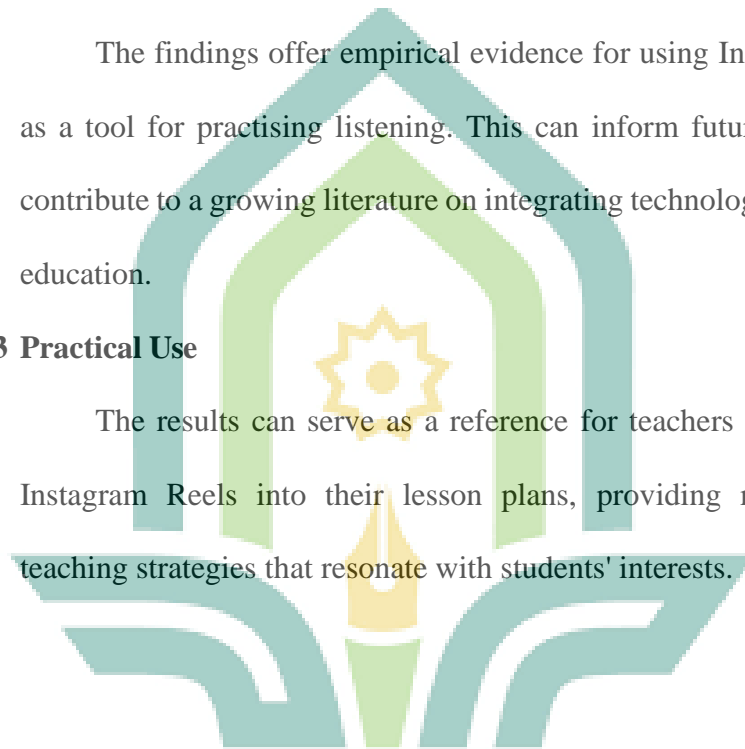 The findings offer empirical evidence for using In
as a tool for practising listening. This can inform futur
contribute to a growing literature on integrating technolog
education.
3 Practical Use
The results can serve as a reference for teachers
Instagram Reels into their lesson plans, providing
teaching strategies that resonate with students' interests.